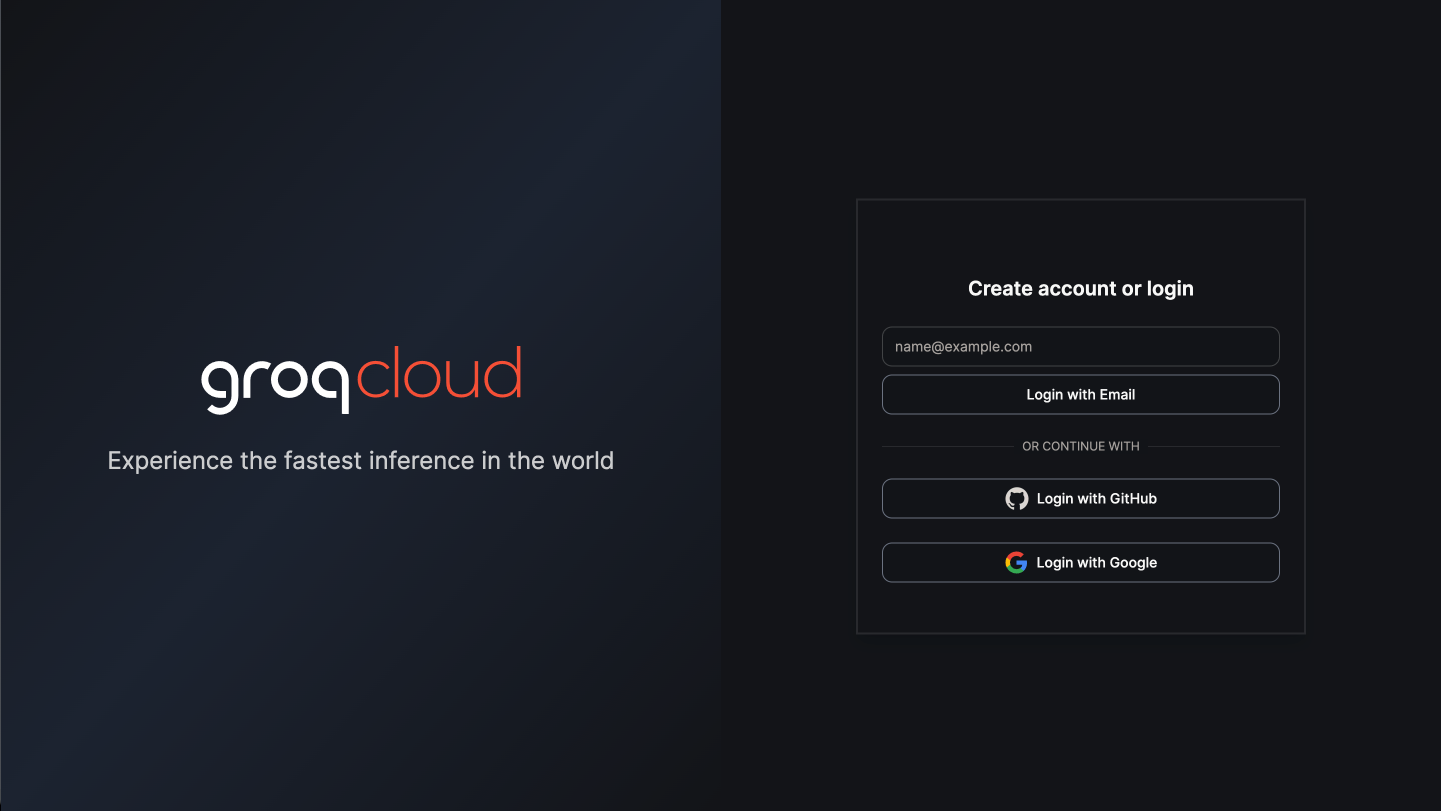 groqcloud
Experience the fastest inference in the world
Create account or login
name@example.com
Login with Email
OR CONTINUE WITH
Login with GitHub
Login with Google